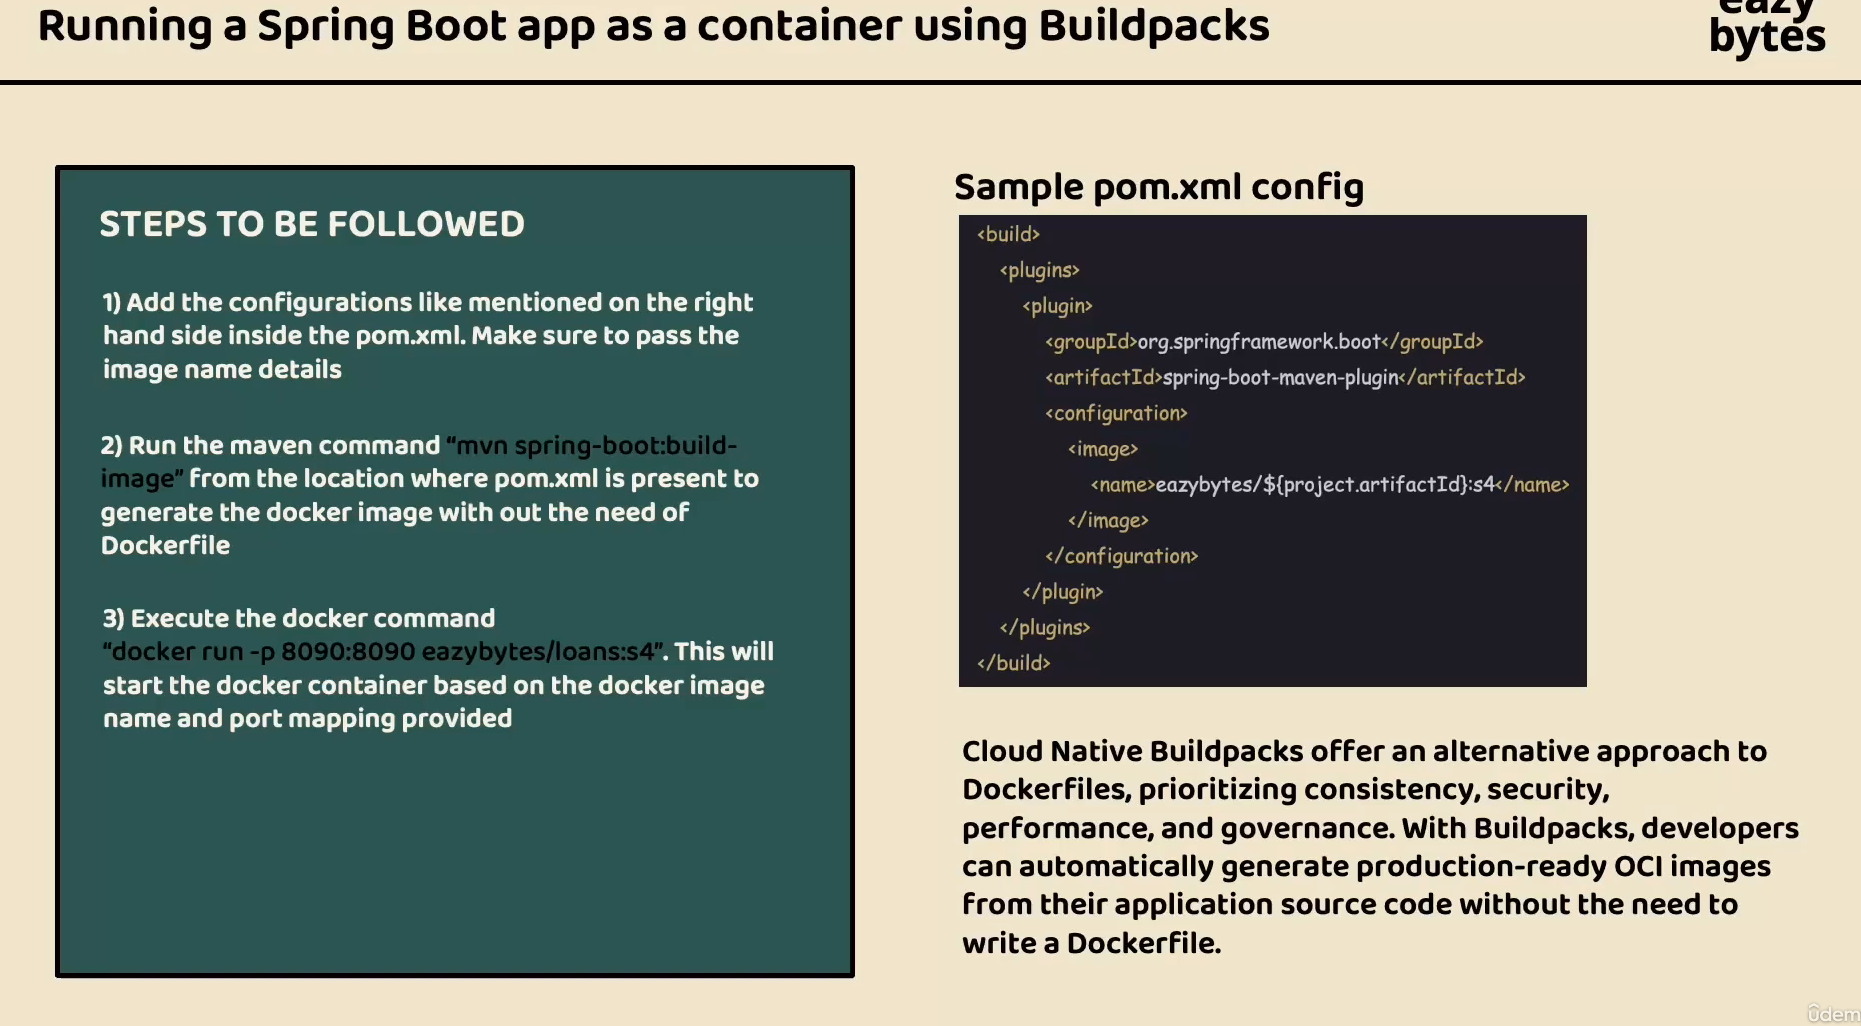 Running a Spring Boot app as a container using Buildpacks
eazy
bytes
STEPS TO BE FOLLOWED
1) Add the configurations like mentioned on the right
hand side inside the pom.xml. Make sure to pass the
image name details
2) Run the maven command “mvn spring-boot:build-
image” from the location where pom.xml is present to
generate the docker image with out the need of
Dockerfile
3) Execute the docker command
“docker run -p 8090:8090 eazybytes/loans:s4”. This will
start the docker container based on the docker image
name and port mapping provided
Sample pom.xml config
<build>
<plugins>
<plugin>
<groupId>org.springframework.boot</groupId>
<artifactId>spring-boot-maven-plugin</artifactId>
<configuration>
<image>
<name>eazybytes/${project.artifactId}:s4</name>
</image>
</configuration>
</plugin>
</plugins>
</build>
Cloud Native Buildpacks offer an alternative approach to
Dockerfiles, prioritizing consistency, security,
performance, and governance. With Buildpacks, developers
can automatically generate production-ready OCI images
from their application source code without the need to
write a Dockerfile.
ûdem